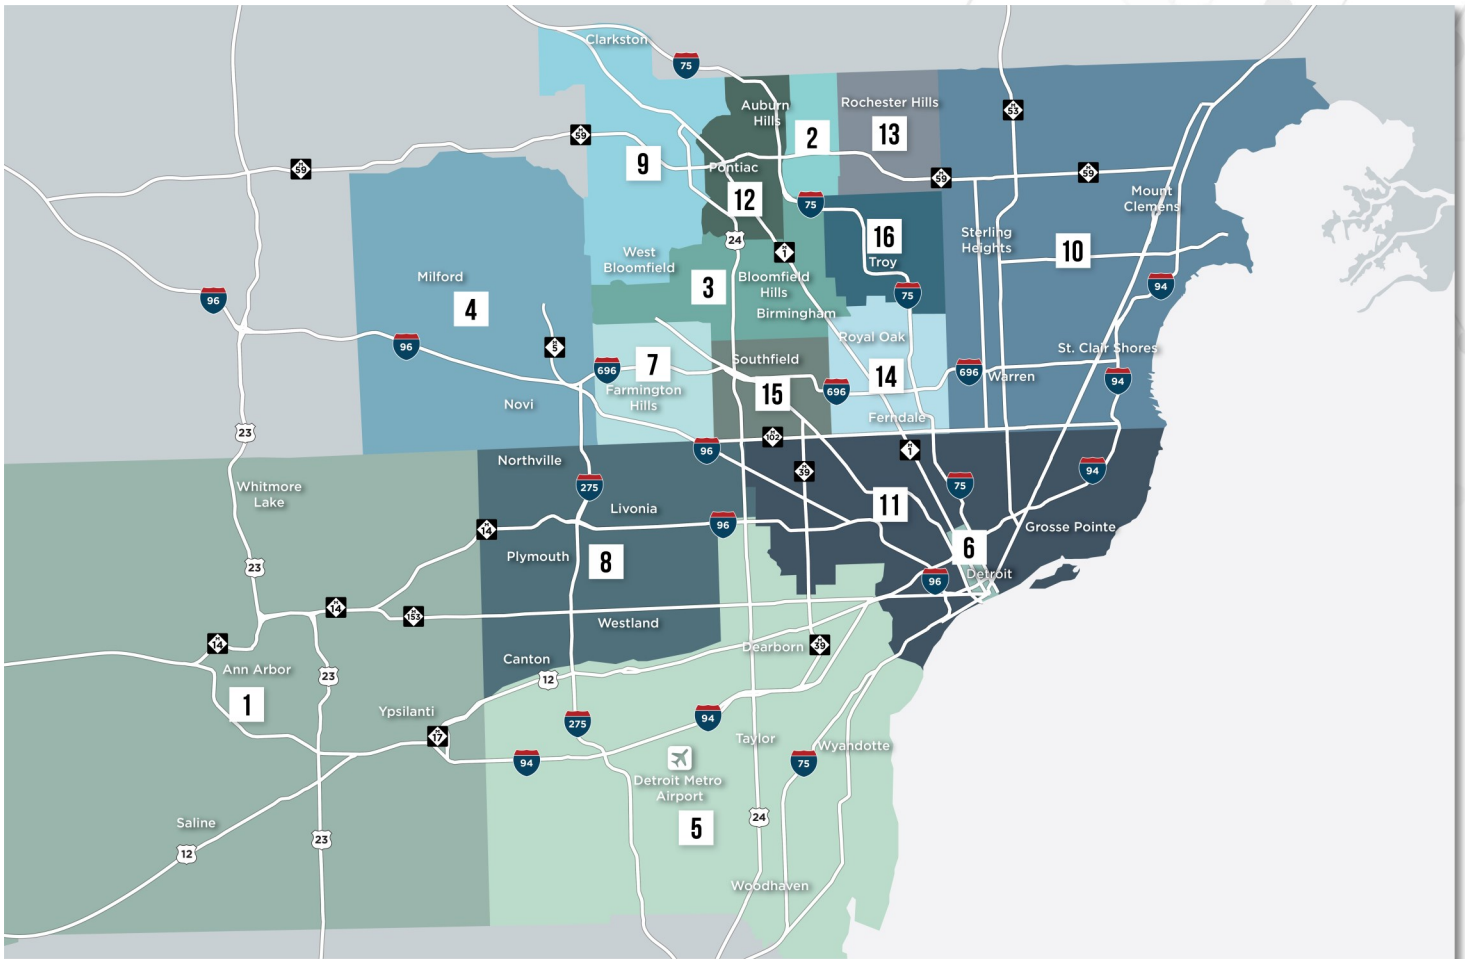 Clarkston
75
Auburn
Hills
2
Rochester Hills
13
M
53
M
59
M
59
9
Pontiac
12
M
59
M
59
Mount
Clemens
75
24
M
1
16
Troy
Sterling
Heights
10
West
Bloomfield
3
Bloomfield
Hills
Milford
4
96
75
94
Birmingham
96
M
5
Royal Oak
St. Clair Shores
696
7
Farmington
Hills
Southfield
15
696
14
696
Warren
94
Novi
Ferndale
23
96
M
102
M
1
Northville
M
39
94
275
75
Whitmore
Lake
Livonia
11
M
14
96
Grosse Pointe
Plymouth
8
6
Detroit
23
96
M
14
M
153
Westland
M
14
Dearborn
M
39
Canton
12
Ann Arbor
23
1
Ypsilanti
275
94
M
17
Taylor
Wyandotte
94
75
Detroit Metro
Airport
5
24
Saline
12
23
Woodhaven